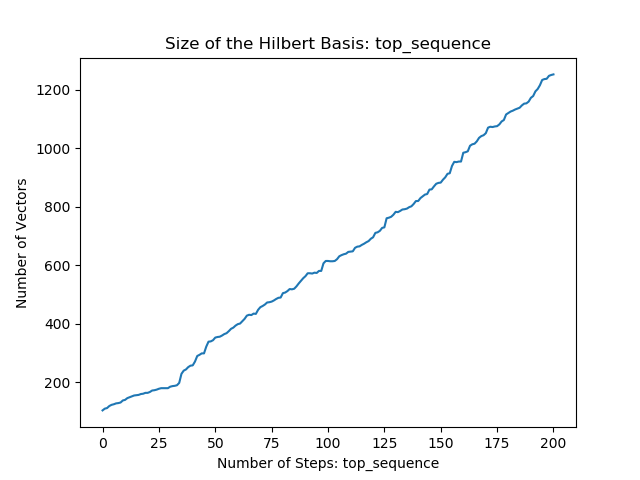 Size of the Hilbert Basis: top_sequence
Number of Vectors
1200
1000
800
600
400
200
0 25 50 75 100 125 150 175 200
Number of Steps: top_sequence